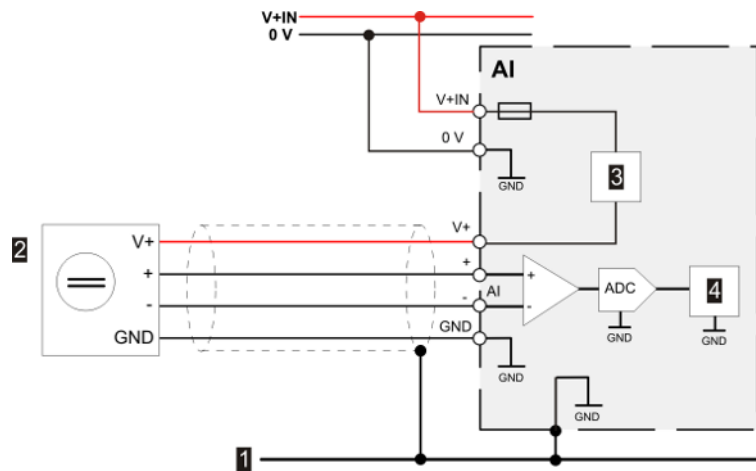 V+IN
0 V
AI
V+IN
0 V
GND
3
2
V+
V+
+
+
+
AI
ADC
4
-
-
-
GND
GND
GND
GND
GND
GND
1